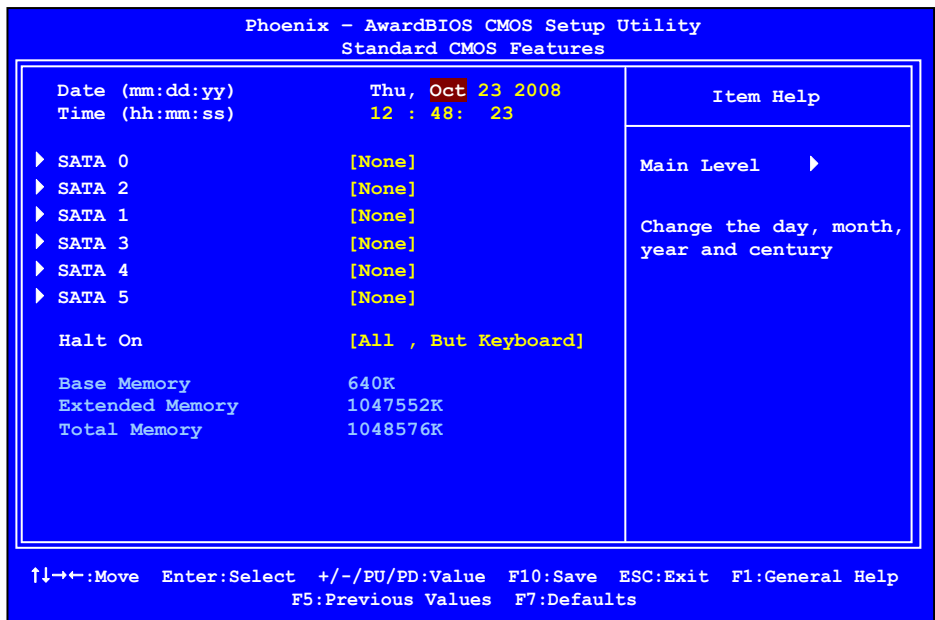 Phoenix – AwardBIOS CMOS Setup Utility
Standard CMOS Features
Date (mm:dd:yy) Thu, Oct 23 2008
Time (hh:mm:ss) 12 : 48: 23
SATA 0 [None]
SATA 2 [None]
SATA 1 [None]
SATA 3 [None]
SATA 4 [None]
SATA 5 [None]
Halt On [All , But Keyboard]
Base Memory 640K
Extended Memory 1047552K
Total Memory 1048576K
Item Help
Main Level
Change the day, month,
year and century
↑↓→←:Move Enter:Select +/-/PU/PD:Value F10:Save ESC:Exit F1:General Help
F5:Previous Values F7:Defaults